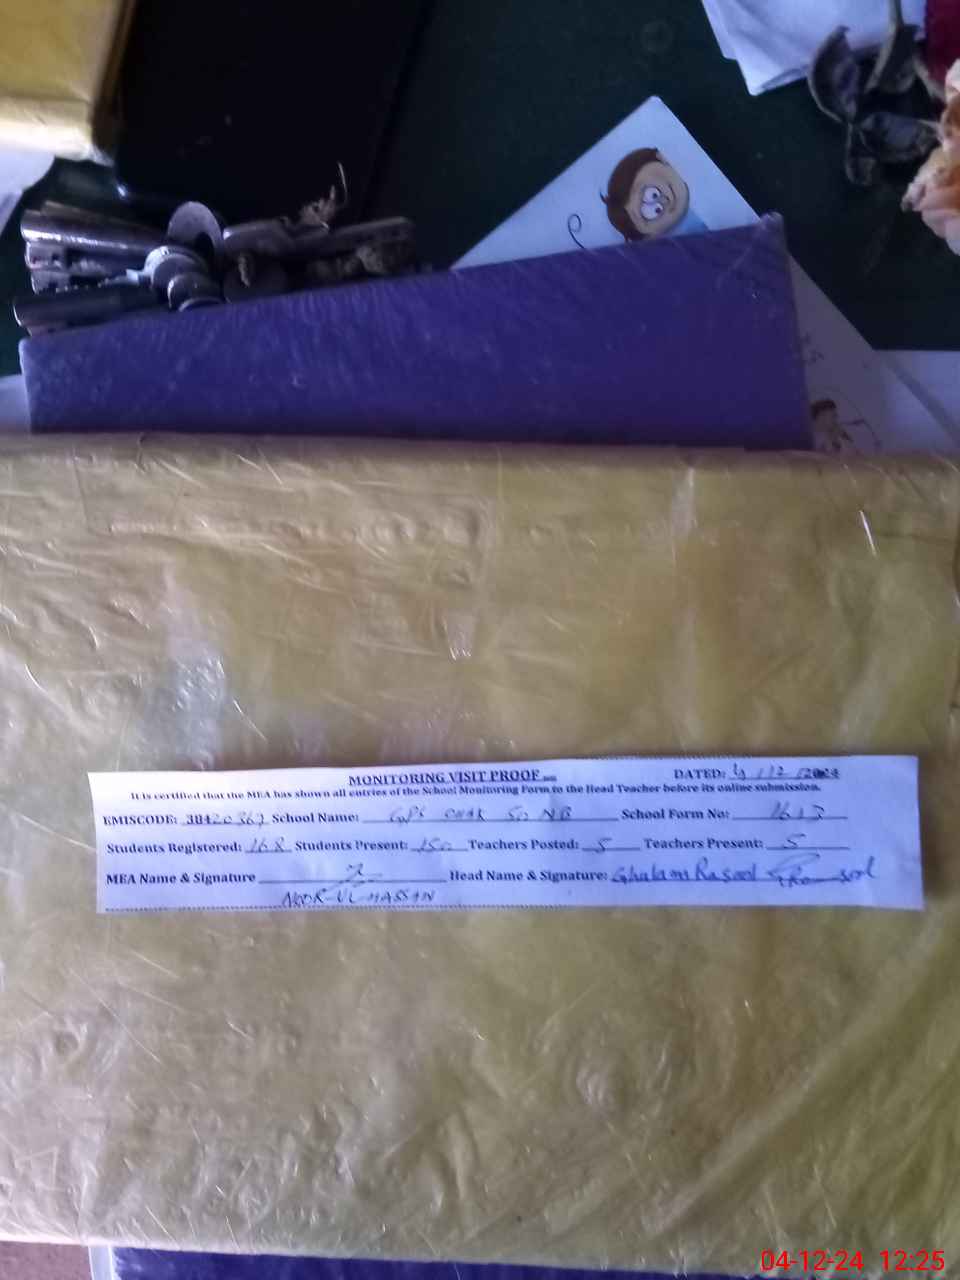 MONITORING VISIT PROOF
DATED: 4/12/2024
It is certified that the MEA has shown all entries of the School Monitoring Form to the Head Teacher before its online submission.
EMISCODE: 38420367 School Name: GPS CHAK 50 NB School Form No: 1613
Students Registered: 168 Students Present: 150 Teachers Posted: 5 Teachers Present: 5
MEA Name & Signature Head Name & Signature: Ghulam Rasool
NOOR-UL-HASSAN
04-12-24 12:25